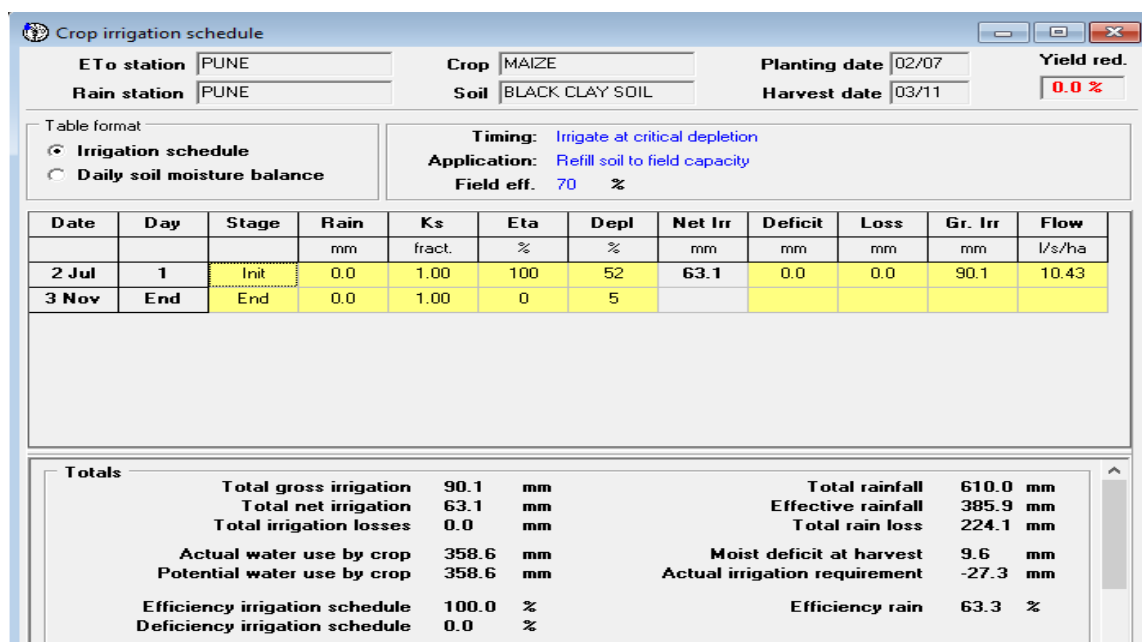 Crop irrigation schedule
ETo station PUNE Crop MAIZE Planting date 02/07 Yield red.
Rain station PUNE Soil BLACK CLAY SOIL Harvest date 03/11 0.0 %
Table format
Irrigation schedule
Daily soil moisture balance
Timing: Irrigate at critical depletion
Application: Refill soil to field capacity
Field eff. 70 %
Date Day Stage Rain Ks Eta Depl Net Irr Deficit Loss Gr. Irr Flow
mm fract. % % mm mm mm mm l/s/ha
2 Jul 1 Init 0.0 1.00 100 52 63.1 0.0 0.0 90.1 10.43
3 Nov End End 0.0 1.00 0 5
Totals
Total gross irrigation 90.1 mm Total rainfall 610.0 mm
Total net irrigation 63.1 mm Effective rainfall 385.9 mm
Total irrigation losses 0.0 mm Total rain loss 224.1 mm
Actual water use by crop 358.6 mm Moist deficit at harvest 9.6 mm
Potential water use by crop 358.6 mm Actual irrigation requirement -27.3 mm
Efficiency irrigation schedule 100.0 % Efficiency rain 63.3 %
Deficiency irrigation schedule 0.0 %